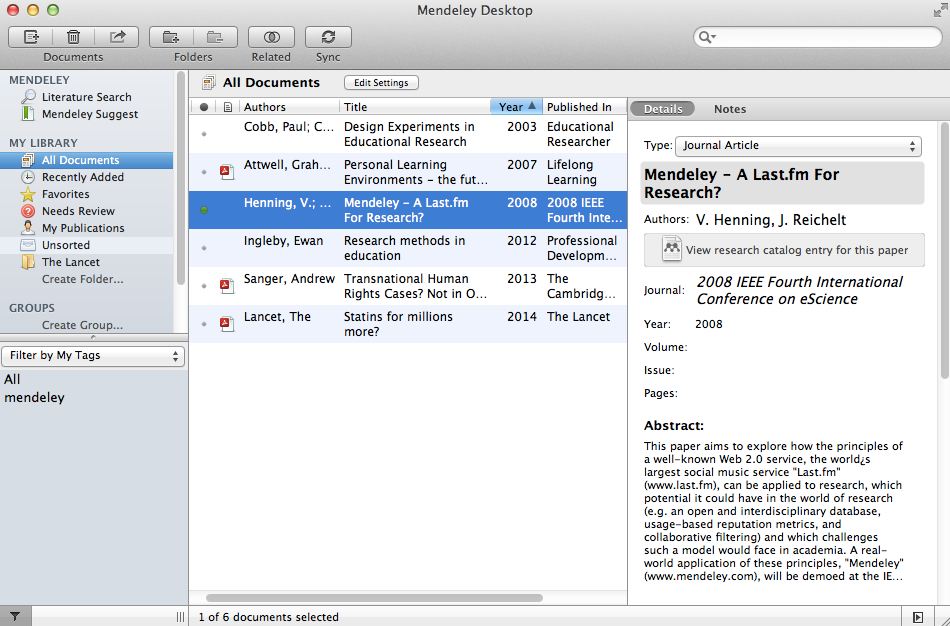 Mendeley Desktop
Documents
Folders
Related
Sync
MENDELEY
Literature Search
Mendeley Suggest
MY LIBRARY
All Documents
Recently Added
Favorites
Needs Review
My Publications
Unsorted
The Lancet
Create Folder...
GROUPS
Create Group...
Filter by My Tags
All
mendeley
All Documents
Edit Settings
Authors Title Year Published In
Cobb, Paul; C... Design Experiments in 2003 Educational
Educational Research Researcher
Attwell, Grah... Personal Learning 2007 Lifelong
Environments – the fut... Learning
Henning, V.; ... Mendeley – A Last.fm 2008 2008 IEEE
For Research? Fourth Inte...
Ingleby, Ewan Research methods in 2012 Professional
education Developm...
Sanger, Andrew Transnational Human 2013 The
Rights Cases? Not in O... Cambridg...
Lancet, The Statins for millions 2014 The Lancet
more?
1 of 6 documents selected
Details Notes
Type: Journal Article
Mendeley – A Last.fm For
Research?
Authors: V. Henning, J. Reichelt
View research catalog entry for this paper
Journal: 2008 IEEE Fourth International
Conference on eScience
Year: 2008
Volume:
Issue:
Pages:
Abstract:
This paper aims to explore how the principles of
a well-known Web 2.0 service, the world¿s
largest social music service "Last.fm"
(www.last.fm), can be applied to research, which
potential it could have in the world of research
(e.g. an open and interdisciplinary database,
usage-based reputation metrics, and
collaborative filtering) and which challenges
such a model would face in academia. A real-
world application of these principles, "Mendeley"
(www.mendeley.com), will be demoed at the IE...